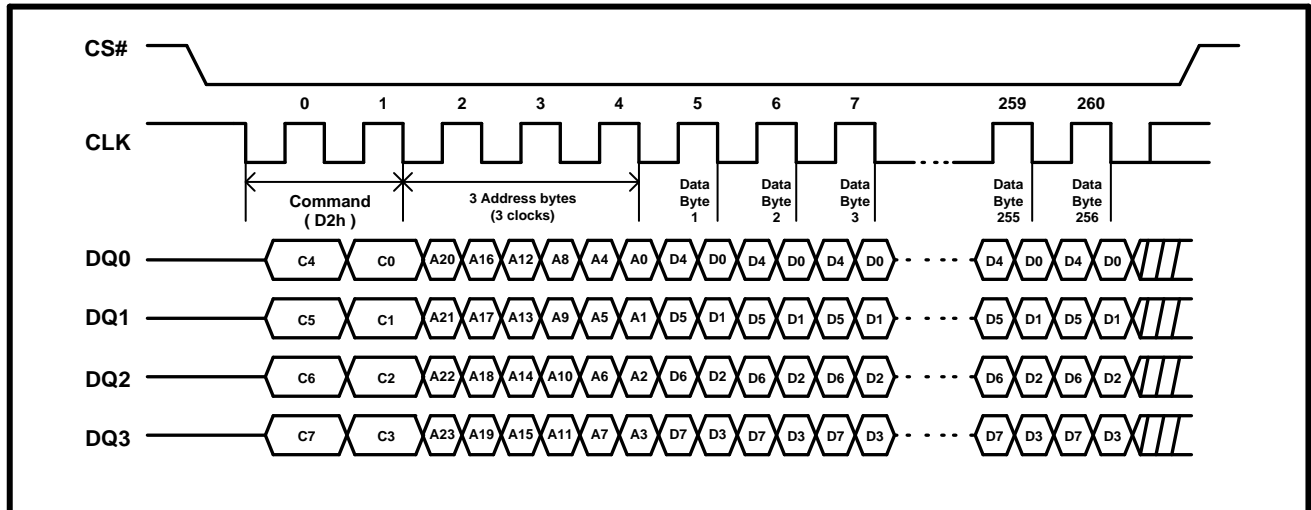 CS#
0 1 2 3 4 5 6 7 259 260
CLK
Command
( D2h )
3 Address bytes
(3 clocks)
Data
Byte
1
Data
Byte
2
Data
Byte
3
Data
Byte
255
Data
Byte
256
DQ0 C4 C0 A20 A16 A12 A8 A4 A0 D4 D0 D4 D0 D4 D0 D4 D0 D4 D0
DQ1 C5 C1 A21 A17 A13 A9 A5 A1 D5 D1 D5 D1 D5 D1 D5 D1 D5 D1
DQ2 C6 C2 A22 A18 A14 A10 A6 A2 D6 D2 D6 D2 D6 D2 D6 D2 D6 D2
DQ3 C7 C3 A23 A19 A15 A11 A7 A3 D7 D3 D7 D3 D7 D3 D7 D3 D7 D3